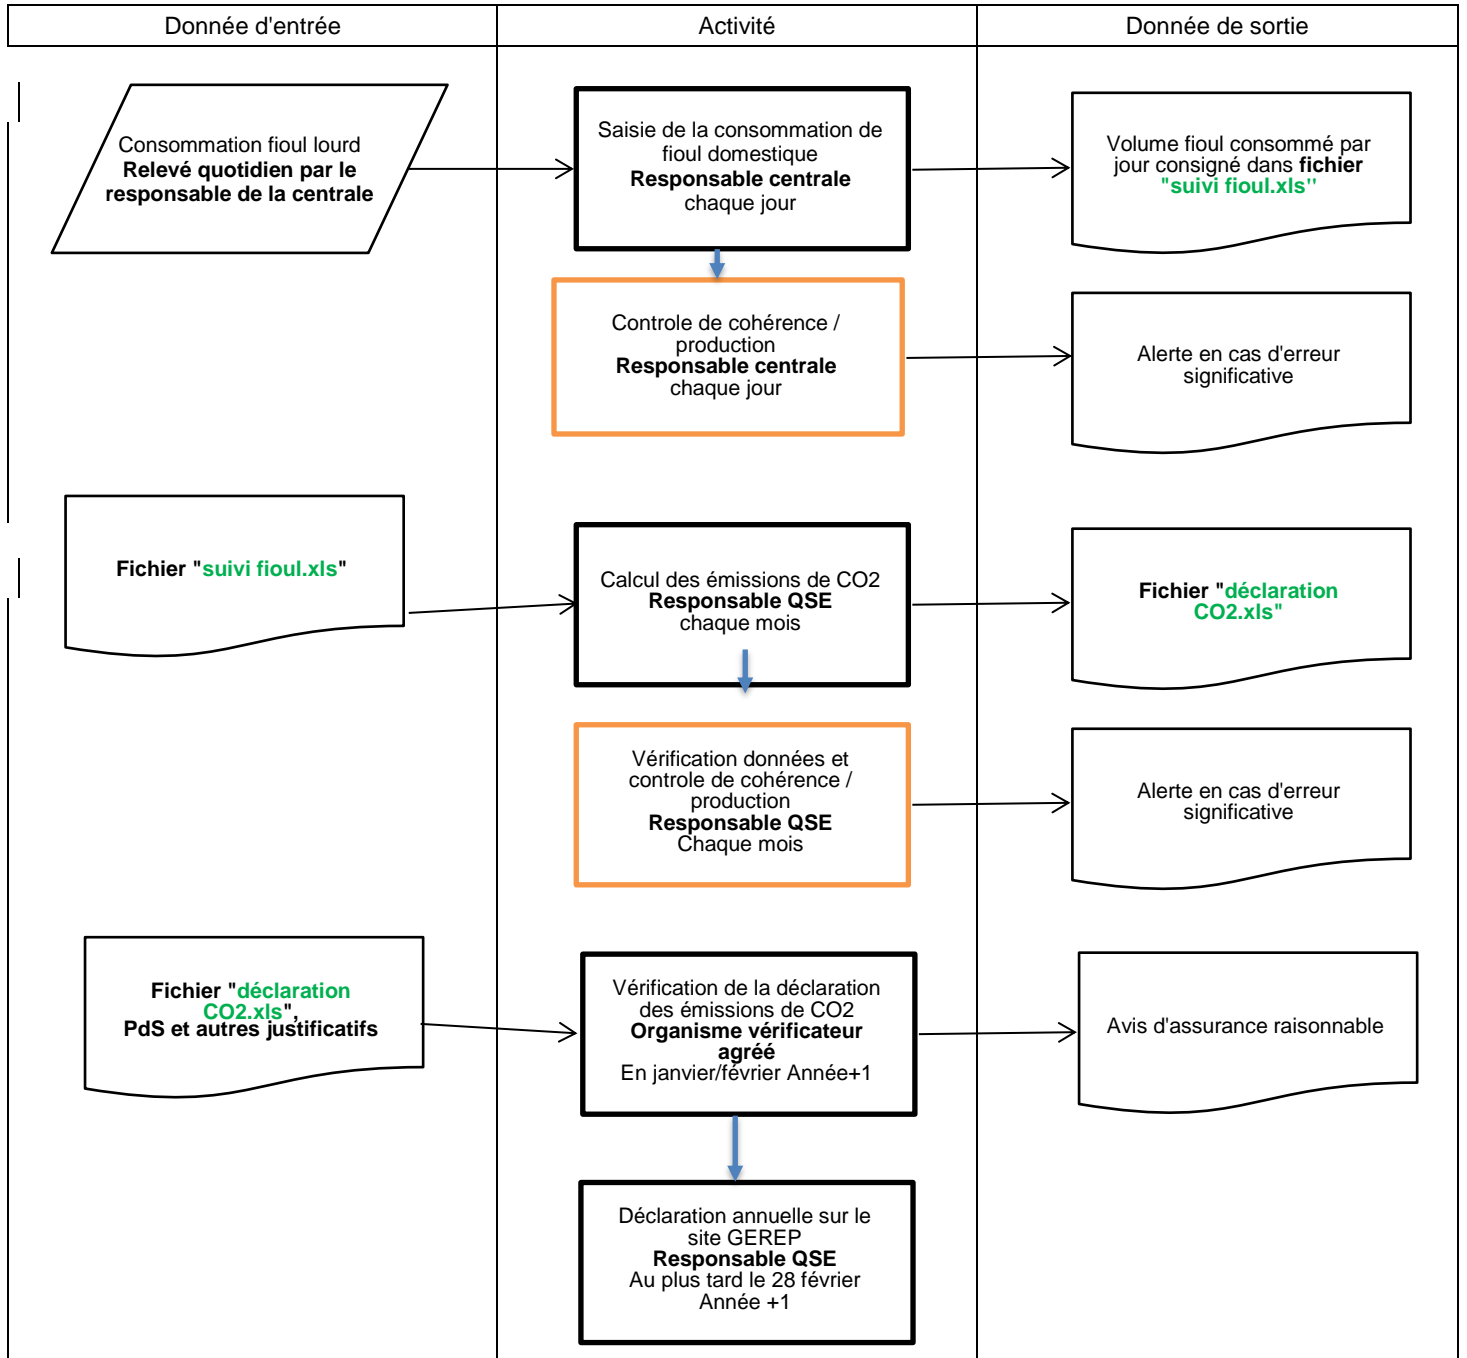 Donnée d'entrée
Activité
Donnée de sortie
Consommation fioul lourd
Relevé quotidien par le
responsable de la centrale
Saisie de la consommation de
fioul domestique
Responsable centrale
chaque jour
Volume fioul consommé par
jour consigné dans fichier
"suivi fioul.xls''
Controle de cohérence /
production
Responsable centrale
chaque jour
Alerte en cas d'erreur
significative
Fichier "suivi fioul.xls"
Calcul des émissions de CO2
Responsable QSE
chaque mois
Fichier "déclaration
CO2.xls"
Vérification données et
controle de cohérence /
production
Responsable QSE
Chaque mois
Alerte en cas d'erreur
significative
Fichier "déclaration
CO2.xls",
PdS et autres justificatifs
Vérification de la déclaration
des émissions de CO2
Organisme vérificateur
agréé
En janvier/février Année+1
Avis d'assurance raisonnable
Déclaration annuelle sur le
site GEREP
Responsable QSE
Au plus tard le 28 février
Année +1